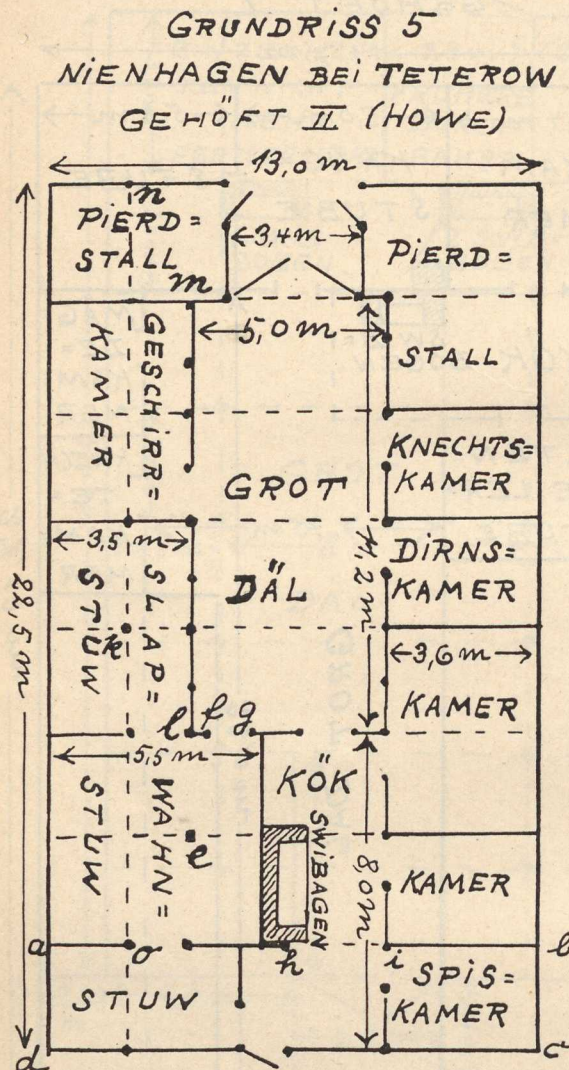 GRUNDRISS 5
NIENHAGEN BEI TETEROW
GEHÖFT II (HOWE)
13,0 m
n
PIERD=
STALL
3,4 m
PIERD=
STALL
m
5,0 m
GESCHIRR=
KAMER
GROT
DÄL
KNECHTS=
KAMER
3,5 m
DIRNS=
KAMER
22,5 m
11,2 m
SLAP=
STUW
k
3,6 m
KAMER
l f g
5,5 m
KÖK
WAHN=
STUW
e
SWIBAGEN
8,0 m
KAMER
a o h i b
STUW
SPIS=
KAMER
d c